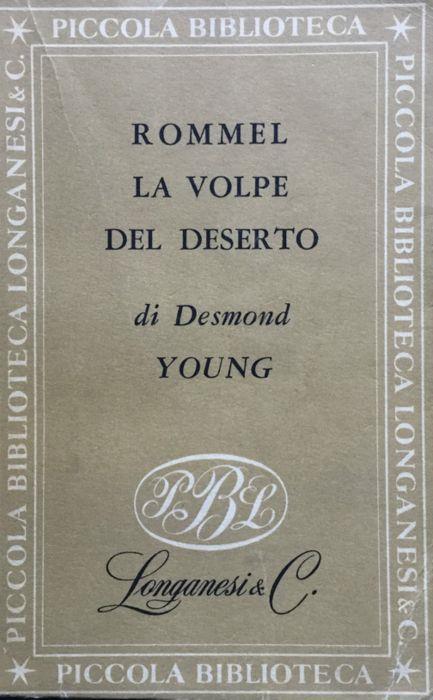 PICCOLA BIBLIOTECA
PICCOLA BIBLIOTECA LONGANESI & C.
PICCOLA BIBLIOTECA LONGANESI & C.
ROMMEL
LA VOLPE
DEL DESERTO
di Desmond
YOUNG
PBL
Longanesi & C.
PICCOLA BIBLIOTECA